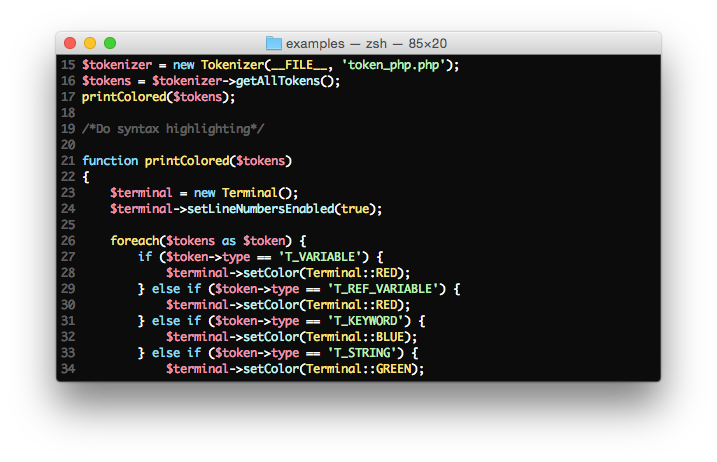 examples — zsh — 85×20
15 $tokenizer = new Tokenizer(__FILE__, 'token_php.php');
16 $tokens = $tokenizer->getAllTokens();
17 printColored($tokens);
18
19 /*Do syntax highlighting*/
20
21 function printColored($tokens)
22 {
23     $terminal = new Terminal();
24     $terminal->setLineNumbersEnabled(true);
25
26     foreach($tokens as $token) {
27         if ($token->type == 'T_VARIABLE') {
28             $terminal->setColor(Terminal::RED);
29         } else if ($token->type == 'T_REF_VARIABLE') {
30             $terminal->setColor(Terminal::RED);
31         } else if ($token->type == 'T_KEYWORD') {
32             $terminal->setColor(Terminal::BLUE);
33         } else if ($token->type == 'T_STRING') {
34             $terminal->setColor(Terminal::GREEN);